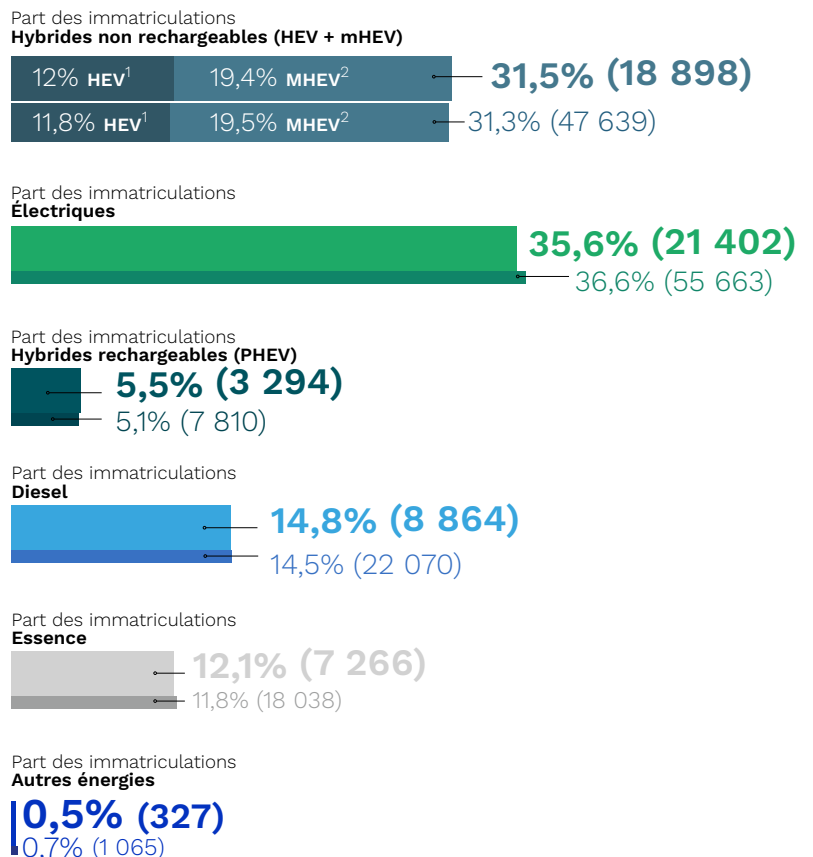 Part des immatriculations
Hybrides non rechargeables (HEV + mHEV)
12% HEV¹ 19,4% MHEV² 31,5% (18 898)
11,8% HEV¹ 19,5% MHEV² 31,3% (47 639)
Part des immatriculations
Électriques
35,6% (21 402)
36,6% (55 663)
Part des immatriculations
Hybrides rechargeables (PHEV)
5,5% (3 294)
5,1% (7 810)
Part des immatriculations
Diesel
14,8% (8 864)
14,5% (22 070)
Part des immatriculations
Essence
12,1% (7 266)
11,8% (18 038)
Part des immatriculations
Autres énergies
0,5% (327)
0,7% (1 065)